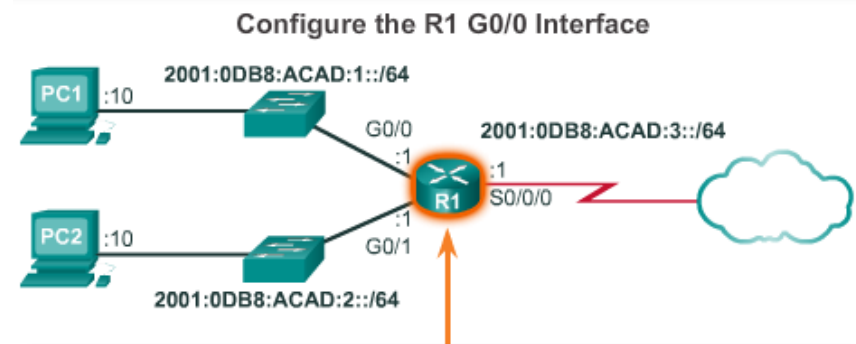 Configure the R1 G0/0 Interface
2001:0DB8:ACAD:1::/64
PC1
:10
G0/0
:1
2001:0DB8:ACAD:3::/64
:1
S0/0/0
R1
PC2
:10
:1
G0/1
2001:0DB8:ACAD:2::/64